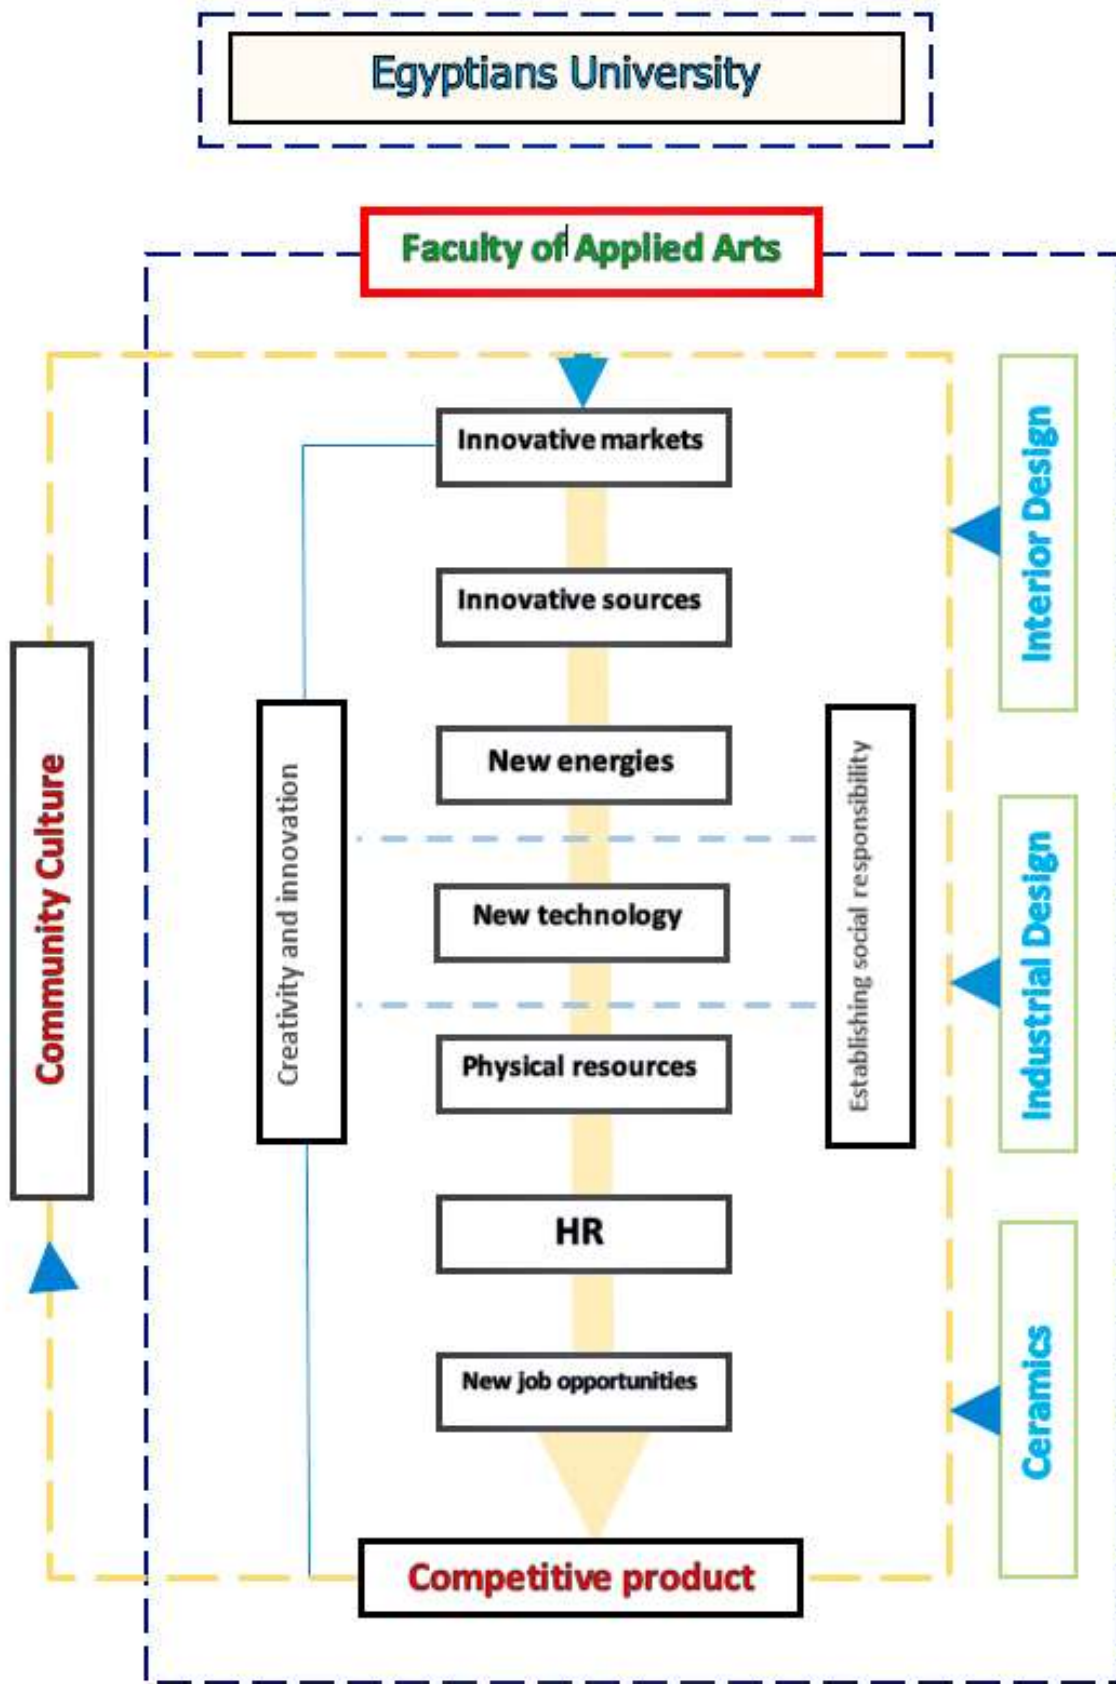 Egyptians University
Faculty of Applied Arts
Innovative markets
Innovative sources
New energies
New technology
Physical resources
HR
New job opportunities
Competitive product
Community Culture
Creativity and innovation
Establishing social responsibility
Interior Design
Industrial Design
Ceramics